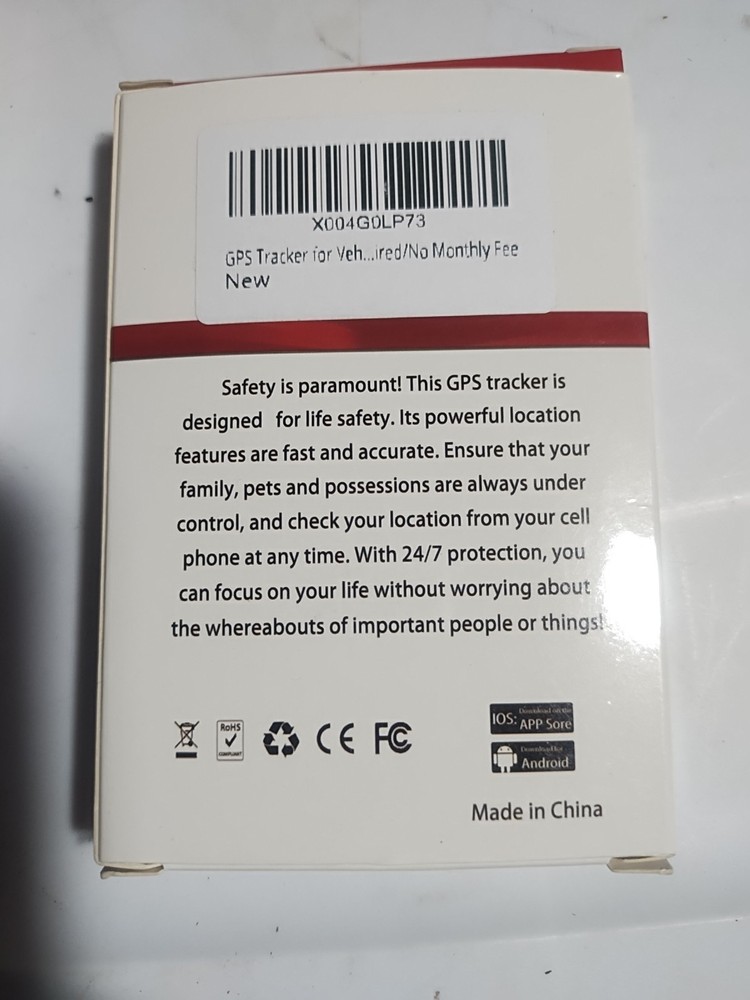 X004G0LP73
GPS Tracker for Veh...ired/No Monthly Fee
New
Safety is paramount! This GPS tracker is
designed for life safety. Its powerful location
features are fast and accurate. Ensure that your
family, pets and possessions are always under
control, and check your location from your cell
phone at any time. With 24/7 protection, you
can focus on your life without worrying about
the whereabouts of important people or things!
RoHS
COMPLIANT
CE FC
Download on the
IOS: APP Sore
Android
Made in China